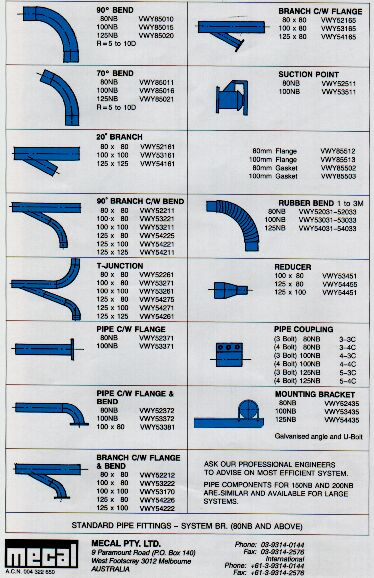 90° BEND
80NB VWY85010
100NB VWY85015
125NB VWY85020
R=5 to 10D
70° BEND
80NB VWY85011
100NB VWY85016
125NB VWY85021
R=5 to 10D
20° BRANCH
80 x 80 VWY52161
100 x 100 VWY53161
125 x 125 VWY54161
90° BRANCH C/W BEND
80 x 80 VWY52211
100 x 80 VWY53221
100 x 100 VWY53211
125 x 80 VWY54225
125 x 100 VWY54221
125 x 125 VWY54211
T-JUNCTION
80 x 80 VWY52261
100 x 80 VWY53271
100 x 100 VWY53261
125 x 80 VWY54275
125 x 100 VWY54271
125 x 125 VWY54261
PIPE C/W FLANGE
80NB VWY52371
100NB VWY53371
PIPE C/W FLANGE &
BEND
80NB VWY52372
100NB VWY53372
100 x 80 VWY53381
BRANCH C/W FLANGE
& BEND
80 x 80 VWY52212
100 x 80 VWY53222
100 x 100 VWY53170
125 x 80 VWY54226
125 x 100 VWY54222
BRANCH C/W FLANGE
80 x 80 VWY52165
100 x 80 VWY53165
125 x 80 VWY54165
SUCTION POINT
80NB VWY52511
100NB VWY53511
80mm Flange VWY85512
100mm Flange VWY85513
80mm Gasket VWY85502
100mm Gasket VWY85503
RUBBER BEND 1 to 3M
80NB VWY52031-52033
100NB VWY53031-53033
125NB VWY54031-54033
REDUCER
100 x 80 VWY53451
125 x 80 VWY54455
125 x 100 VWY54451
PIPE COUPLING
(3 Bolt) 80NB 3-3C
(4 Bolt) 80NB 3-4C
(3 Bolt) 100NB 4-3C
(4 Bolt) 100NB 4-4C
(3 Bolt) 125NB 5-3C
(4 Bolt) 125NB 5-4C
MOUNTING BRACKET
80NB VWY52435
100NB VWY53435
125NB VWY54435
Galvanised angle and U-Bolt
ASK OUR PROFESSIONAL ENGINEERS
TO ADVISE ON MOST EFFICIENT SYSTEM.
PIPE COMPONENTS FOR 150NB AND 200NB
ARE SIMILAR AND AVAILABLE FOR LARGE
SYSTEMS.
STANDARD PIPE FITTINGS - SYSTEM BR. (80NB AND ABOVE)
mecal
A.C.N. 004 322 650
MECAL PTY. LTD.
9 Paramount Road (P.O. Box 140)
West Footscray 3012 Melbourne
AUSTRALIA
Phone: 03-9314-0144
Fax: 03-9314-2576
International
Phone: +61-3-9314-0144
Fax: +61-3-9314-2576